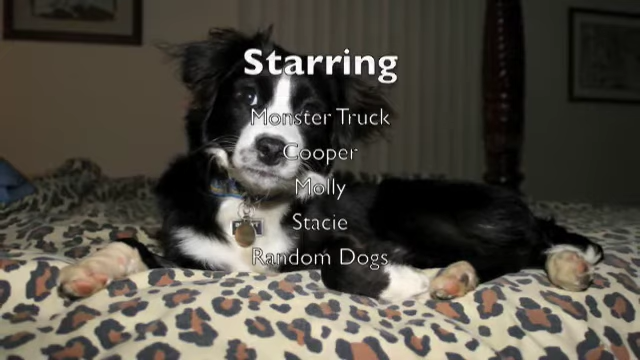 Starring
Monster Truck
Cooper
Molly
Stacie
Random Dogs